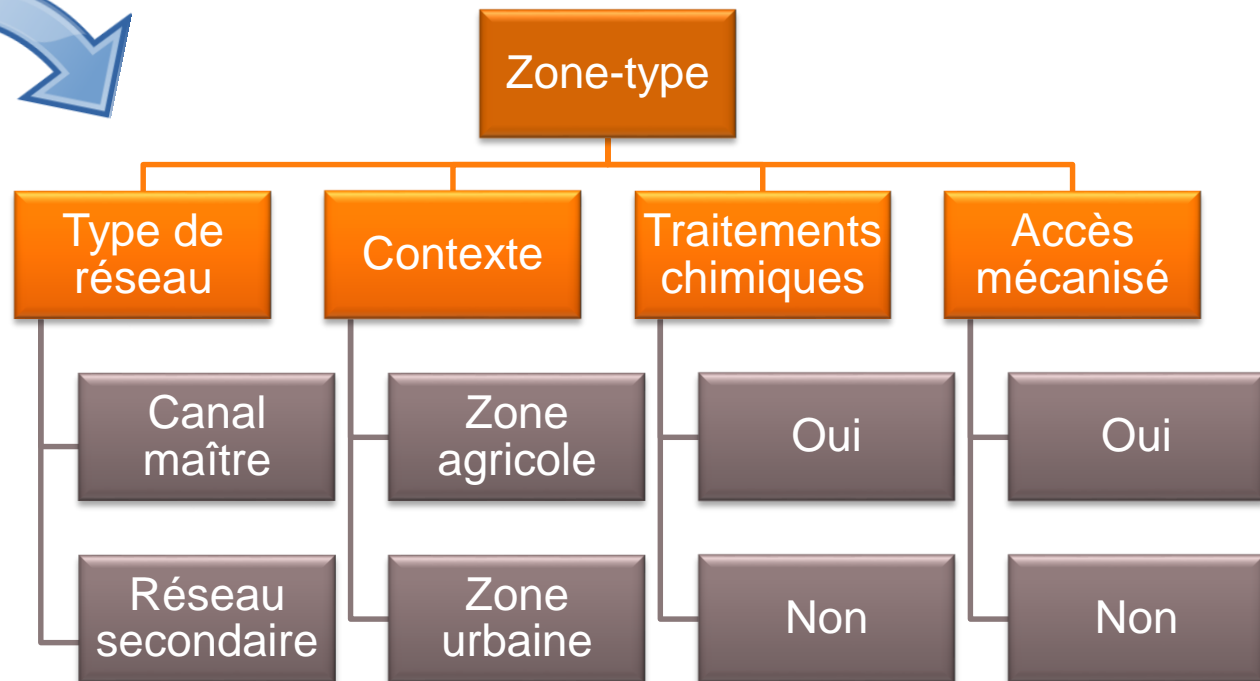 Zone-type
Type de
réseau
Contexte
Traitements
chimiques
Accès
mécanisé
Canal
maître
Zone
agricole
Oui
Oui
Réseau
secondaire
Zone
urbaine
Non
Non